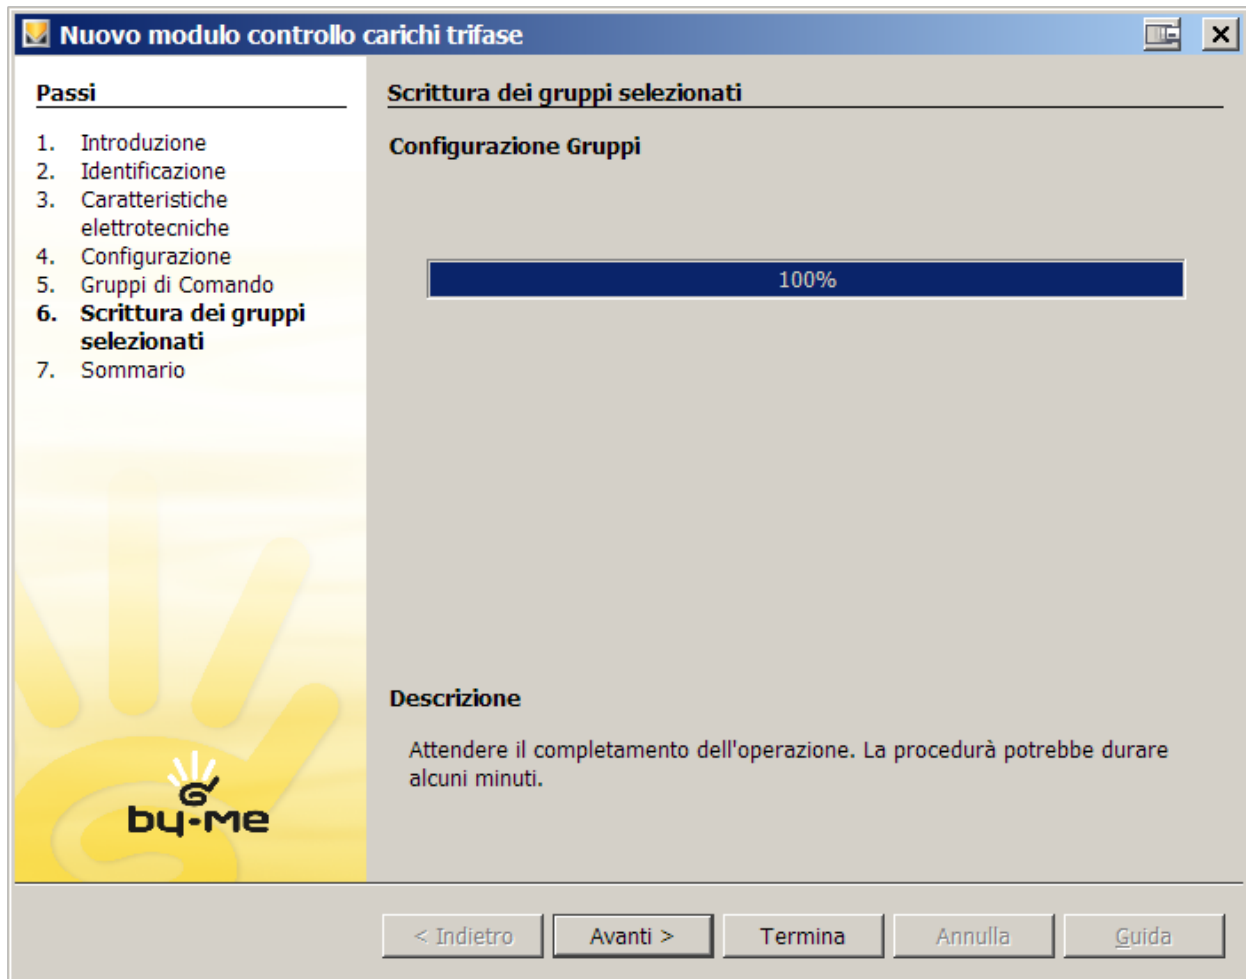 Nuovo modulo controllo carichi trifase
Passi
1. Introduzione
2. Identificazione
3. Caratteristiche
elettrotecniche
4. Configurazione
5. Gruppi di Comando
6. Scrittura dei gruppi
selezionati
7. Sommario
by-me
Scrittura dei gruppi selezionati
Configurazione Gruppi
100%
Descrizione
Attendere il completamento dell'operazione. La procedurà potrebbe durare
alcuni minuti.
< Indietro
Avanti >
Termina
Annulla
Guida